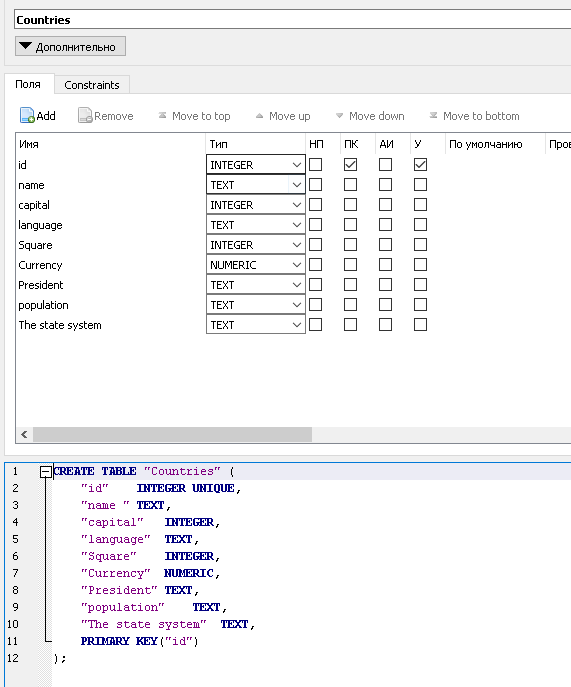 Countries
Дополнительно
Поля Constraints
Add Remove Move to top Move up Move down Move to bottom
Имя Тип НП ПК АИ У По умолчанию Пров
id INTEGER
name TEXT
capital INTEGER
language TEXT
Square INTEGER
Currency NUMERIC
President TEXT
population TEXT
The state system TEXT
1 CREATE TABLE "Countries" (
2 "id" INTEGER UNIQUE,
3 "name " TEXT,
4 "capital" INTEGER,
5 "language" TEXT,
6 "Square" INTEGER,
7 "Currency" NUMERIC,
8 "President" TEXT,
9 "population" TEXT,
10 "The state system" TEXT,
11 PRIMARY KEY("id")
12 );